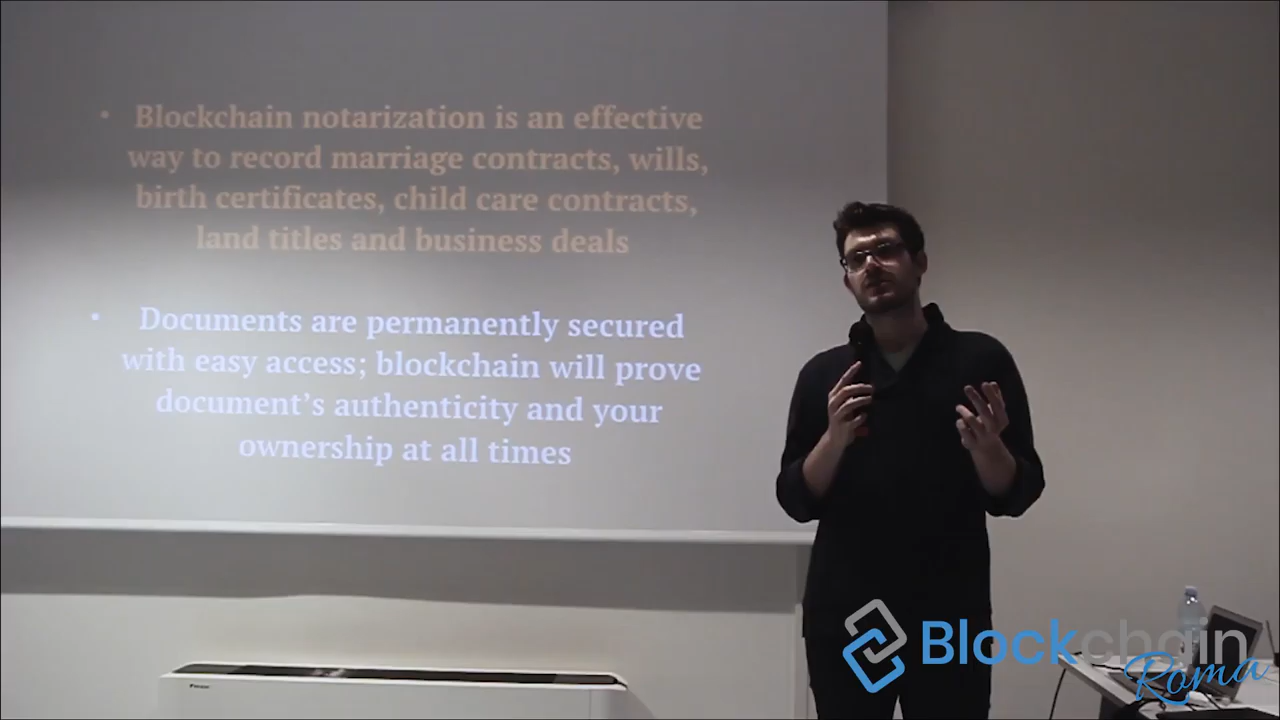 • Blockchain notarization is an effective
way to record marriage contracts, wills,
birth certificates, child care contracts,
land titles and business deals
• Documents are permanently secured
with easy access; blockchain will prove
document's authenticity and your
ownership at all times
Blockchain
Roma